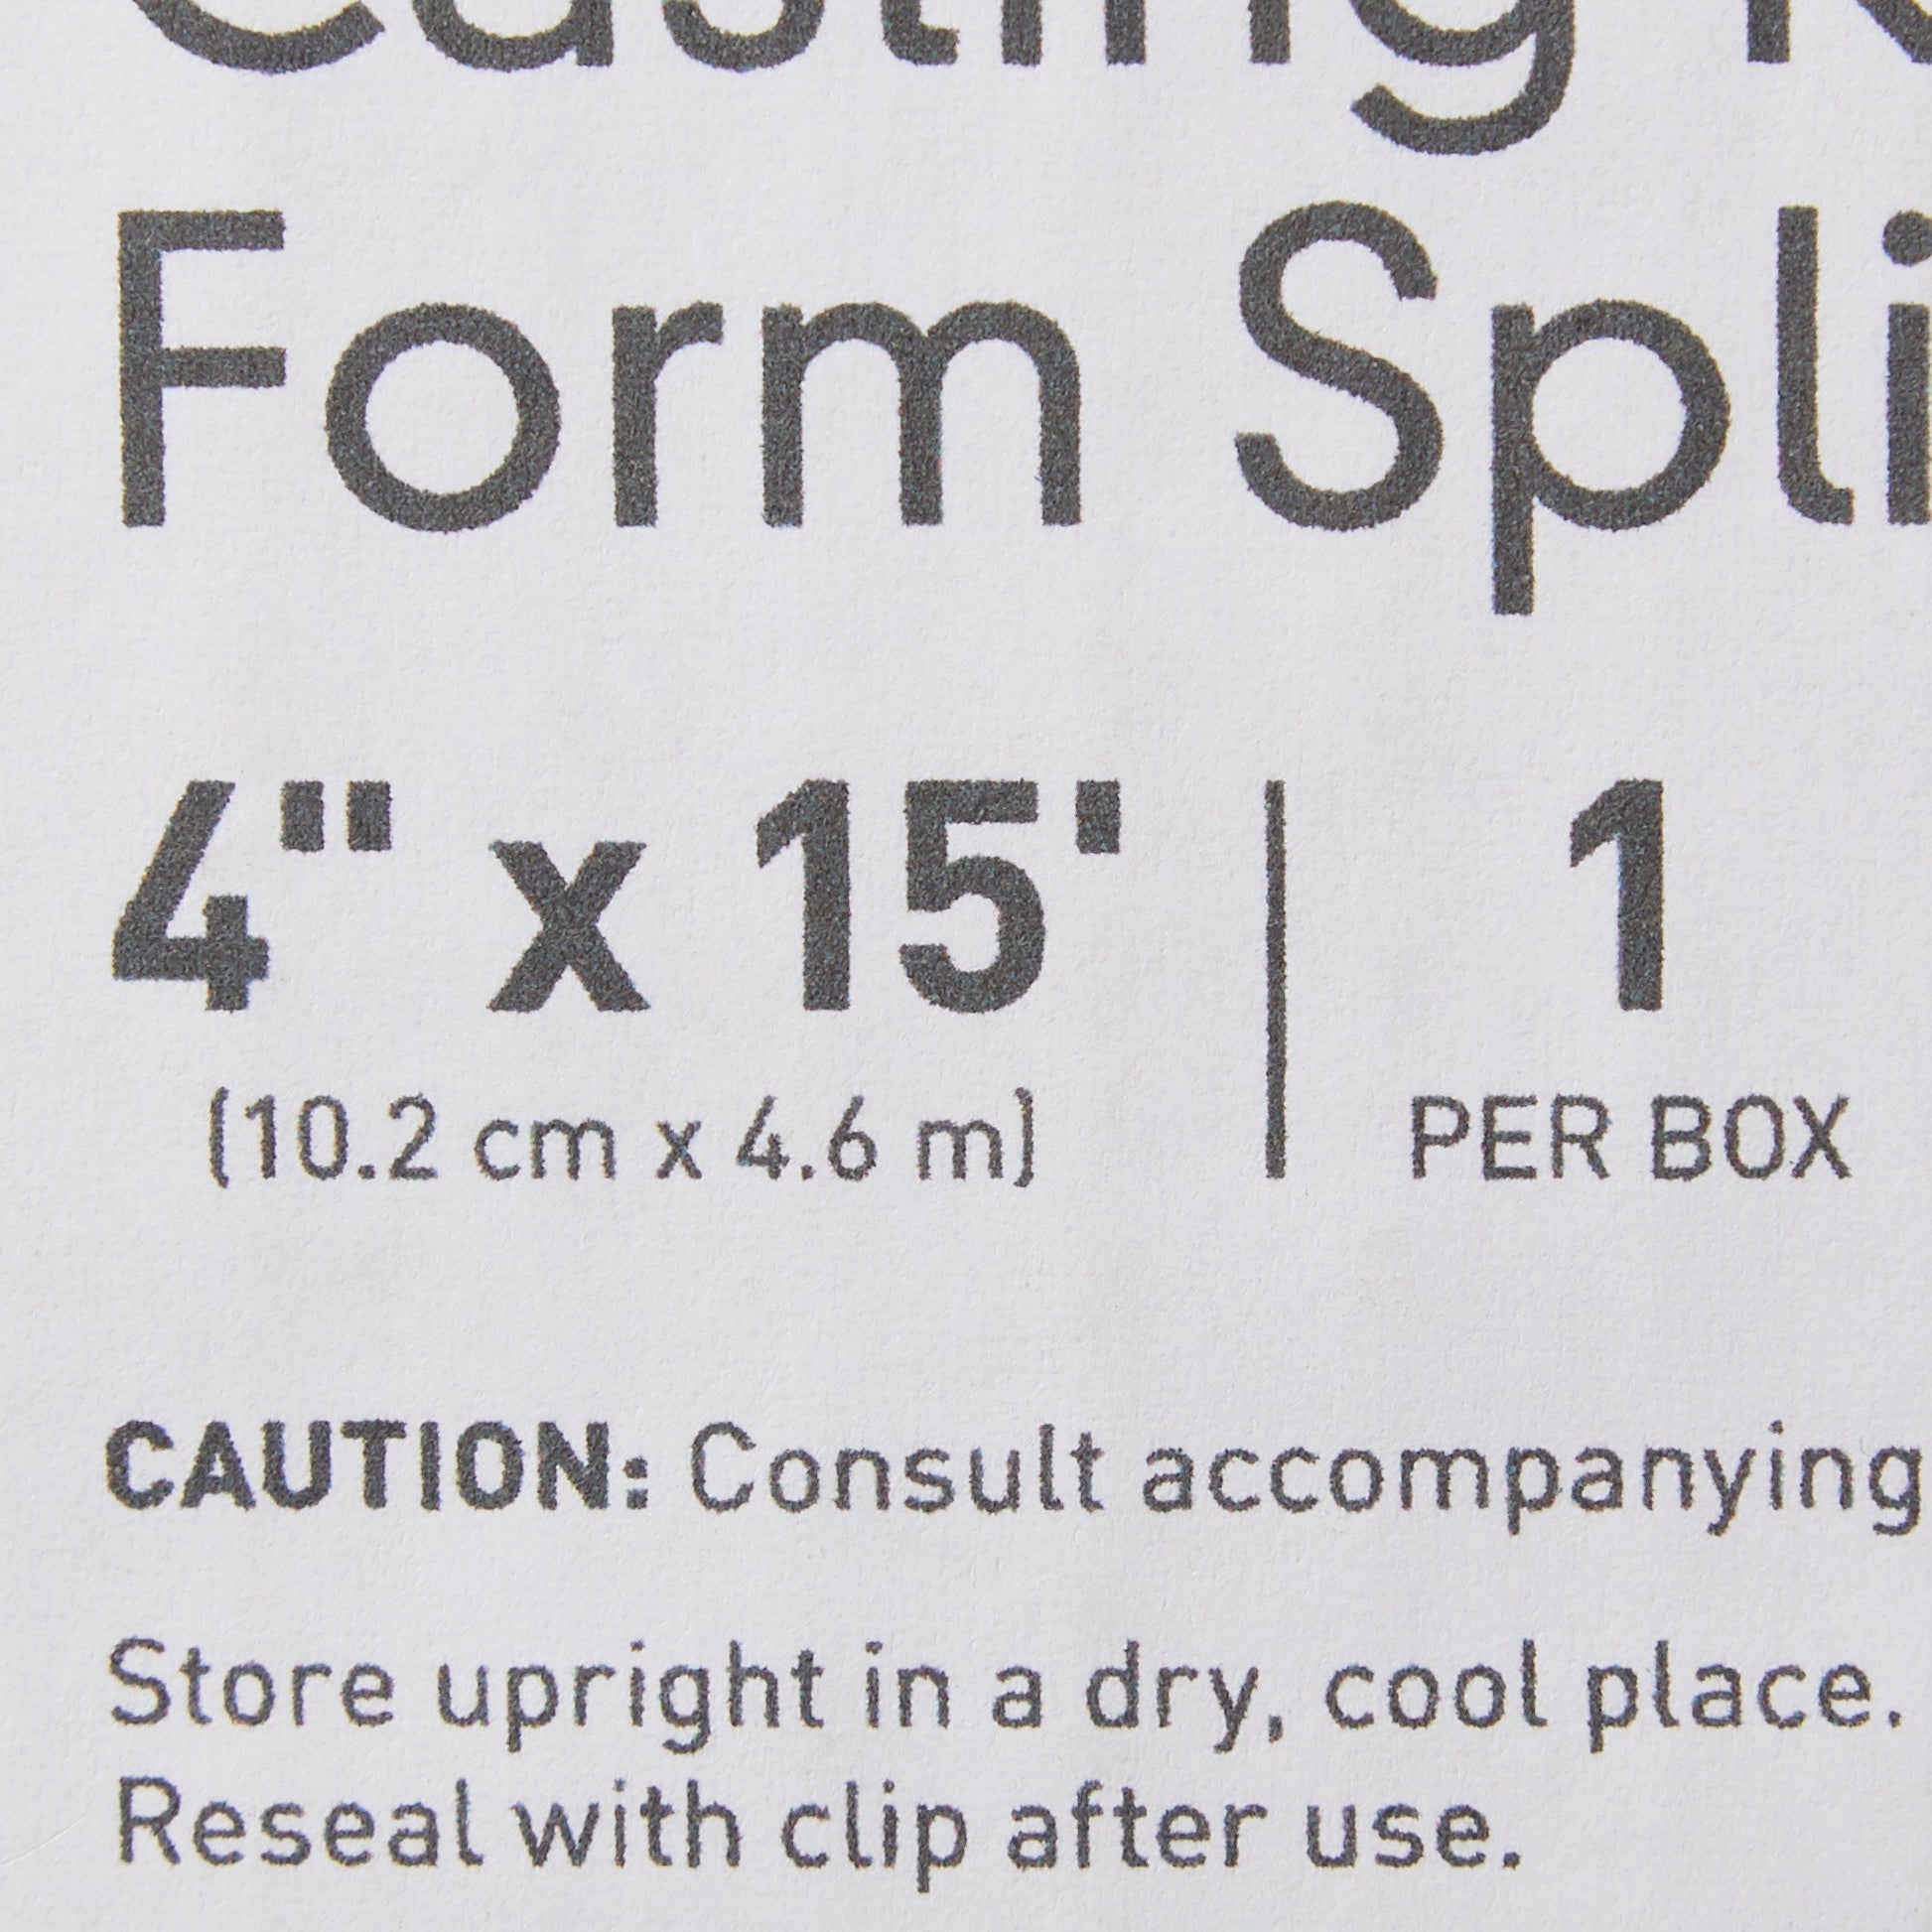 Casting
Form
4" x 15' | 1
(10.2 cm x 4.6 m) PER BOX
CAUTION: Consult accompanying
Store upright in a dry, cool place.
Reseal with clip after use.